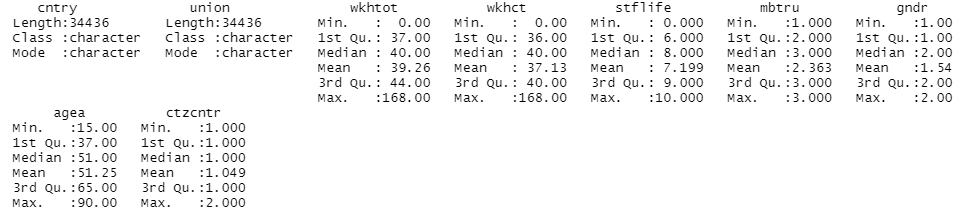 cntry union wkhtot wkhct stflife mbtru gndr
Length:34436 Length:34436 Min. : 0.00 Min. : 0.00 Min. : 0.000 Min. :1.000 Min. :1.00
Class :character Class :character 1st Qu.: 37.00 1st Qu.: 36.00 1st Qu.: 6.000 1st Qu.:2.000 1st Qu.:1.00
Mode :character Mode :character Median : 40.00 Median : 40.00 Median : 8.000 Median :3.000 Median :2.00
Mean : 39.26 Mean : 37.13 Mean : 7.199 Mean :2.363 Mean :1.54
3rd Qu.: 44.00 3rd Qu.: 40.00 3rd Qu.: 9.000 3rd Qu.:3.000 3rd Qu.:2.00
Max. :168.00 Max. :168.00 Max. :10.000 Max. :3.000 Max. :2.00
agea ctzcntr
Min. :15.00 Min. :1.000
1st Qu.:37.00 1st Qu.:1.000
Median :51.00 Median :1.000
Mean :51.25 Mean :1.049
3rd Qu.:65.00 3rd Qu.:1.000
Max. :90.00 Max. :2.000